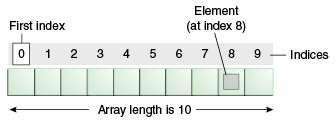 Element
(at index 8)
First index
0 1 2 3 4 5 6 7 8 9
Indices
Array length is 10